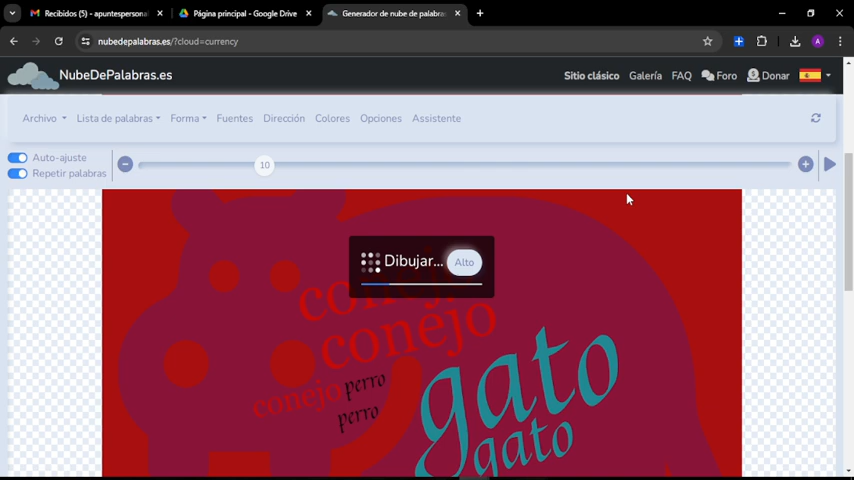 Recibidos (5) - apuntespersonal
Página principal - Google Drive
Generador de nube de palabras
nubedepalabras.es/?cloud=currency
A
NubeDePalabras.es
Sitio clásico Galería FAQ Foro Donar
Archivo Lista de palabras Forma Fuentes Dirección Colores Opciones Asistente
Auto-ajuste
Repetir palabras
10
Dibujar... Alto
conejo
conejo
conejo
perro
perro
gato
gato